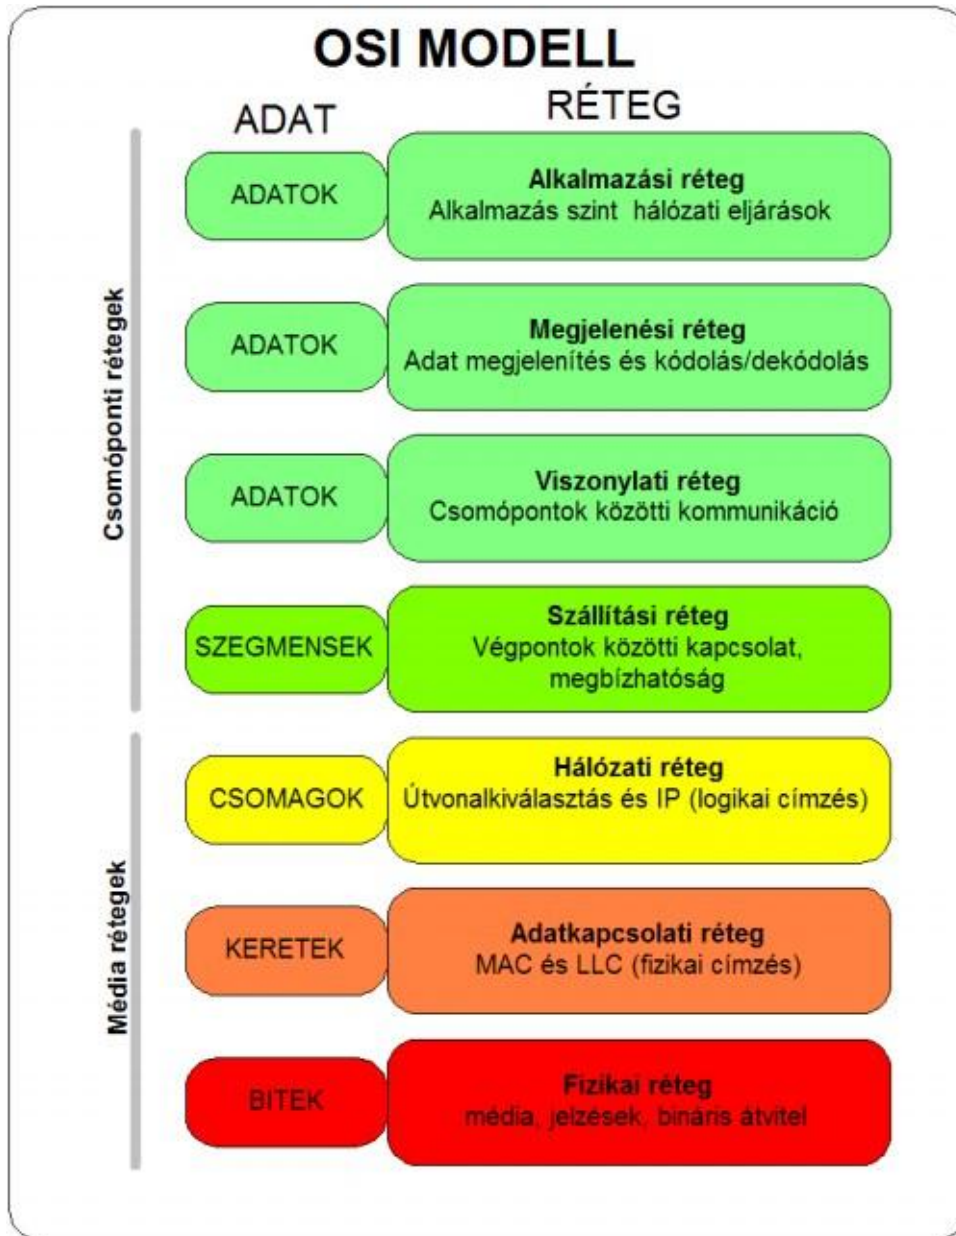 OSI MODELL
ADAT
RÉTEG
Csomóponti rétegek
ADATOK
Alkalmazási réteg
Alkalmazás szint hálózati eljárások
ADATOK
Megjelenési réteg
Adat megjelenítés és kódolás/dekódolás
ADATOK
Viszonylati réteg
Csomópontok közötti kommunikáció
SZEGMENSEK
Szállítási réteg
Végpontok közötti kapcsolat,
megbízhatóság
Média rétegek
CSOMAGOK
Hálózati réteg
Útvonalkiválasztás és IP (logikai címzés)
KERETEK
Adatkapcsolati réteg
MAC és LLC (fizikai címzés)
BITEK
Fizikai réteg
média, jelzések, bináris átvitel